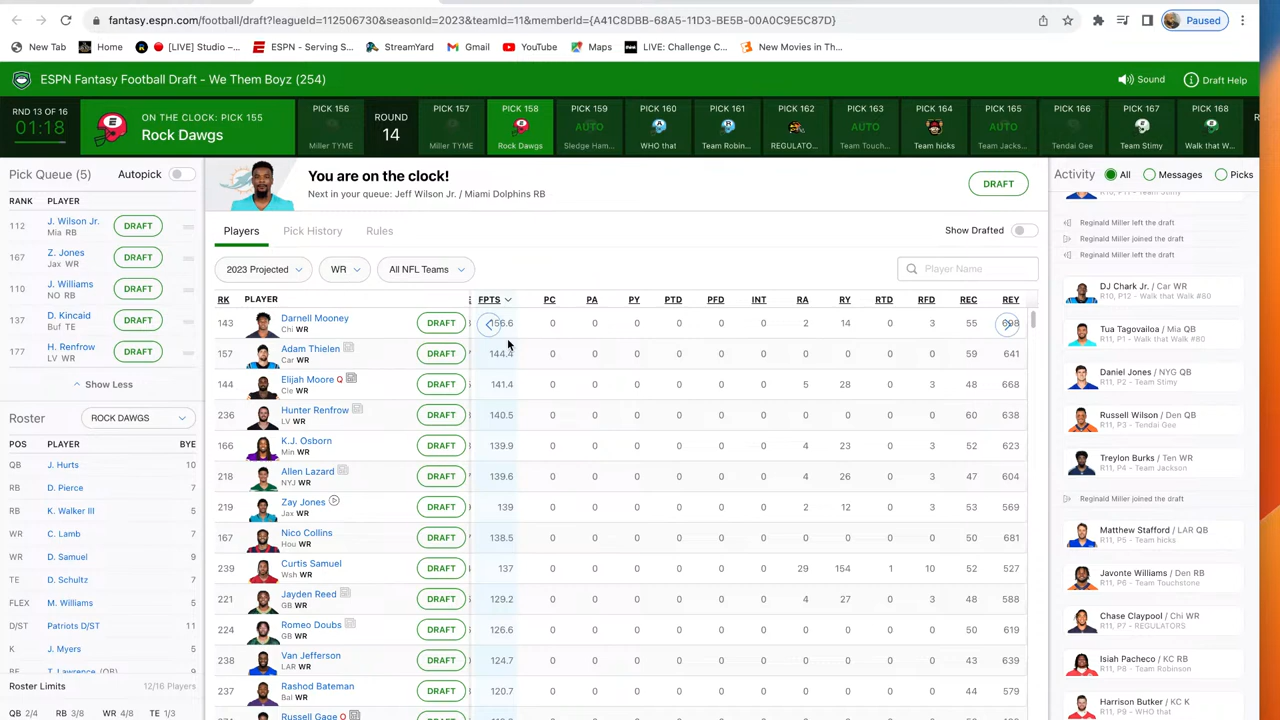 fantasy.espn.com/football/draft?leagueId=112506730&seasonId=2023&teamId=11&memberId={A41C8DBB-68A5-11D3-BE5B-00A0C9E5C87D}
Paused
New Tab
Home
[LIVE] Studio –...
ESPN - Serving S...
StreamYard
Gmail
YouTube
Maps
LIVE: Challenge C...
New Movies in Th...
ESPN Fantasy Football Draft - We Them Boyz (254)
Sound
Draft Help
RND 13 OF 16
01:18
ON THE CLOCK: PICK 155
Rock Dawgs
PICK 156
Miller TYME
ROUND
14
PICK 157
Miller TYME
PICK 158
Rock Dawgs
PICK 159
AUTO
Sledge Ham...
PICK 160
WHO that
PICK 161
Team Robin...
PICK 162
REGULATO...
PICK 163
AUTO
Team Touch...
PICK 164
Team hicks
PICK 165
AUTO
Team Jacks...
PICK 166
Tendai Gee
PICK 167
Team Stimy
PICK 168
Walk that W...
Pick Queue (5)
Autopick
RANK PLAYER
112 J. Wilson Jr. DRAFT
Mia RB
167 Z. Jones DRAFT
Jax WR
110 J. Williams DRAFT
NO RB
137 D. Kincaid DRAFT
Buf TE
177 H. Renfrow DRAFT
LV WR
Show Less
Roster ROCK DAWGS
POS PLAYER BYE
QB J. Hurts 10
RB D. Pierce 7
RB K. Walker III 5
WR C. Lamb 7
WR D. Samuel 9
TE D. Schultz 7
FLEX M. Williams 5
D/ST Patriots D/ST 11
K J. Myers 5
BE T. Lawrence (QB) 9
Roster Limits 12/16 Players
QB 2/4 RB 3/8 WR 4/8 TE 1/3
You are on the clock!
Next in your queue: Jeff Wilson Jr. / Miami Dolphins RB
DRAFT
Players
Pick History
Rules
Show Drafted
2023 Projected
WR
All NFL Teams
Player Name
RK PLAYER FPTS PC PA PY PTD PFD INT RA RY RTD RFD REC REY
143 Darnell Mooney DRAFT 156.6 0 0 0 0 0 0 2 14 0 3 55 698
Chi WR
157 Adam Thielen DRAFT 144.4 0 0 0 0 0 0 0 0 0 0 59 641
Car WR
144 Elijah Moore Q DRAFT 141.4 0 0 0 0 0 0 5 28 0 3 48 668
Cle WR
236 Hunter Renfrow DRAFT 140.5 0 0 0 0 0 0 0 0 0 0 60 638
LV WR
166 K.J. Osborn DRAFT 139.9 0 0 0 0 0 0 4 23 0 3 52 623
Min WR
218 Allen Lazard DRAFT 139.6 0 0 0 0 0 0 4 26 0 3 47 604
NYJ WR
219 Zay Jones DRAFT 139 0 0 0 0 0 0 2 12 0 3 53 569
Jax WR
167 Nico Collins DRAFT 138.5 0 0 0 0 0 0 0 0 0 0 50 681
Hou WR
239 Curtis Samuel DRAFT 137 0 0 0 0 0 0 29 154 1 10 52 527
Wsh WR
221 Jayden Reed DRAFT 129.2 0 0 0 0 0 0 4 27 0 3 48 588
GB WR
224 Romeo Doubs DRAFT 126.6 0 0 0 0 0 0 0 0 0 0 50 619
GB WR
238 Van Jefferson DRAFT 124.7 0 0 0 0 0 0 0 0 0 0 43 639
LAR WR
237 Rashod Bateman DRAFT 120.7 0 0 0 0 0 0 0 0 0 0 44 579
Bal WR
Russell Gage Q
Activity
All
Messages
Picks
R10, P11 - Team Stimy
Reginald Miller left the draft
Reginald Miller joined the draft
Reginald Miller left the draft
DJ Chark Jr. / Car WR
R10, P12 - Walk that Walk #80
Tua Tagovailoa / Mia QB
R11, P1 - Walk that Walk #80
Daniel Jones / NYG QB
R11, P2 - Team Stimy
Russell Wilson / Den QB
R11, P3 - Tendai Gee
Treylon Burks / Ten WR
R11, P4 - Team Jackson
Reginald Miller joined the draft
Matthew Stafford / LAR QB
R11, P5 - Team hicks
Javonte Williams / Den RB
R11, P6 - Team Touchstone
Chase Claypool / Chi WR
R11, P7 - REGULATORS
Isiah Pacheco / KC RB
R11, P8 - Team Robinson
Harrison Butker / KC K
R11, P9 - WHO that